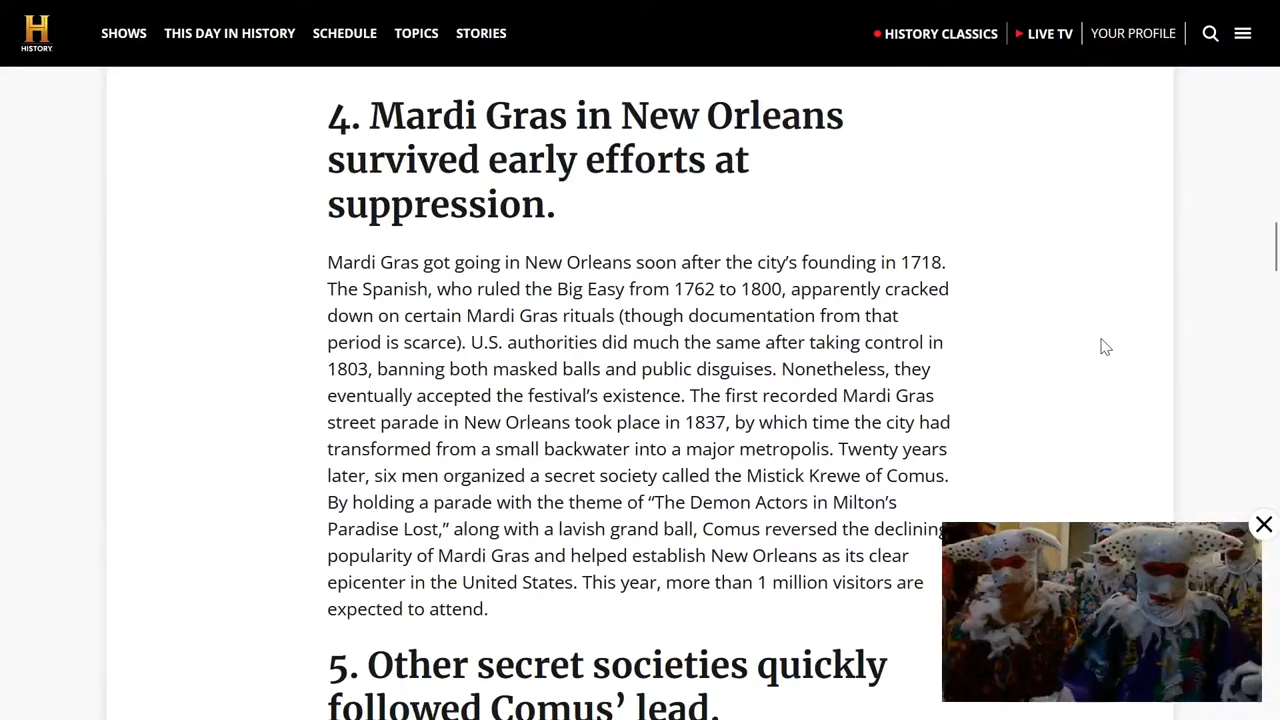 H
HISTORY
SHOWS
THIS DAY IN HISTORY
SCHEDULE
TOPICS
STORIES
HISTORY CLASSICS
LIVE TV
YOUR PROFILE
4. Mardi Gras in New Orleans
survived early efforts at
suppression.
Mardi Gras got going in New Orleans soon after the city’s founding in 1718.
The Spanish, who ruled the Big Easy from 1762 to 1800, apparently cracked
down on certain Mardi Gras rituals (though documentation from that
period is scarce). U.S. authorities did much the same after taking control in
1803, banning both masked balls and public disguises. Nonetheless, they
eventually accepted the festival’s existence. The first recorded Mardi Gras
street parade in New Orleans took place in 1837, by which time the city had
transformed from a small backwater into a major metropolis. Twenty years
later, six men organized a secret society called the Mistick Krewe of Comus.
By holding a parade with the theme of “The Demon Actors in Milton’s
Paradise Lost,” along with a lavish grand ball, Comus reversed the declining
popularity of Mardi Gras and helped establish New Orleans as its clear
epicenter in the United States. This year, more than 1 million visitors are
expected to attend.
5. Other secret societies quickly
followed Comus’ lead.